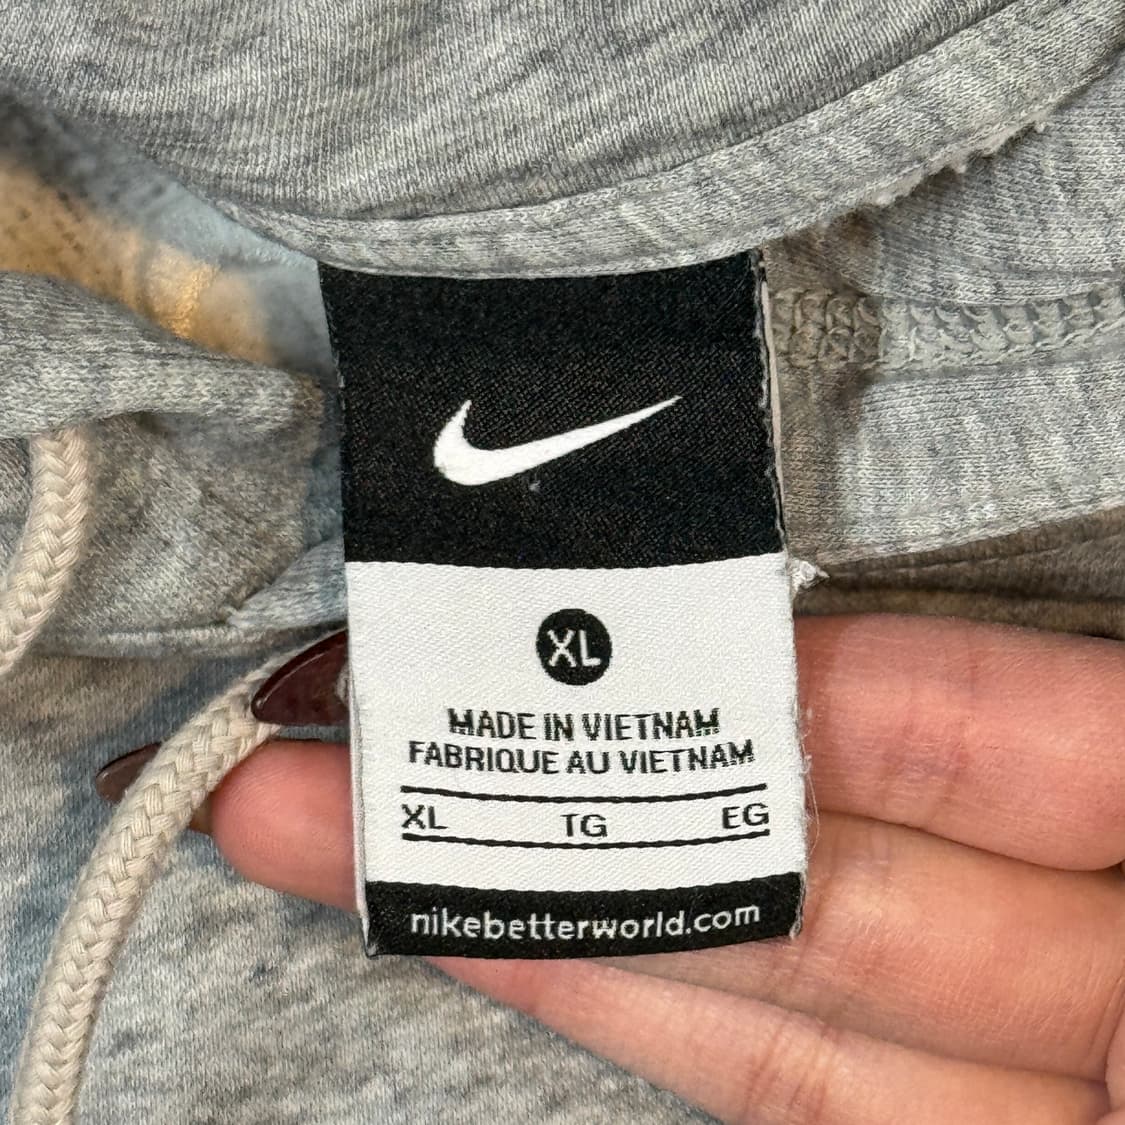 XL
MADE IN VIETNAM
FABRIQUE AU VIETNAM
XL TG EG
nikebetterworld.com